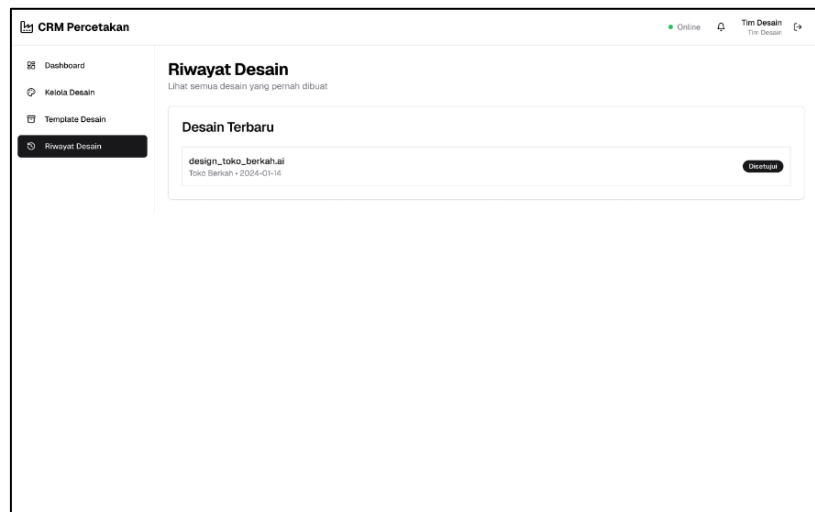 CRM Percetakan
Online
Tim Desain
Tim Desain
Dashboard
Kelola Desain
Template Desain
Riwayat Desain
Riwayat Desain
Lihat semua desain yang pernah dibuat
Desain Terbaru
design_toko_berkah.ai
Toko Berkah • 2024-01-14
Disetujui